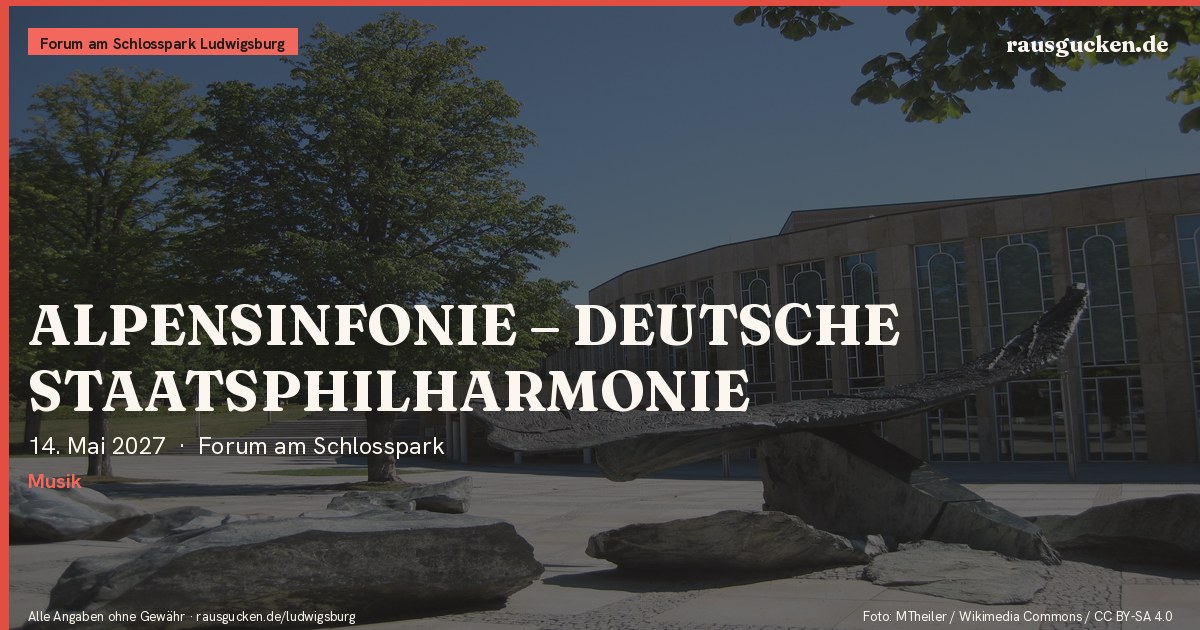 Forum am Schlosspark Ludwigsburg
rausgucken.de
ALPENSINFONIE – DEUTSCHE
STAATSPHILHARMONIE
14. Mai 2027 · Forum am Schlosspark
Musik
Alle Angaben ohne Gewähr · rausgucken.de/ludwigsburg
Foto: MTheiler / Wikimedia Commons / CC BY-SA 4.0